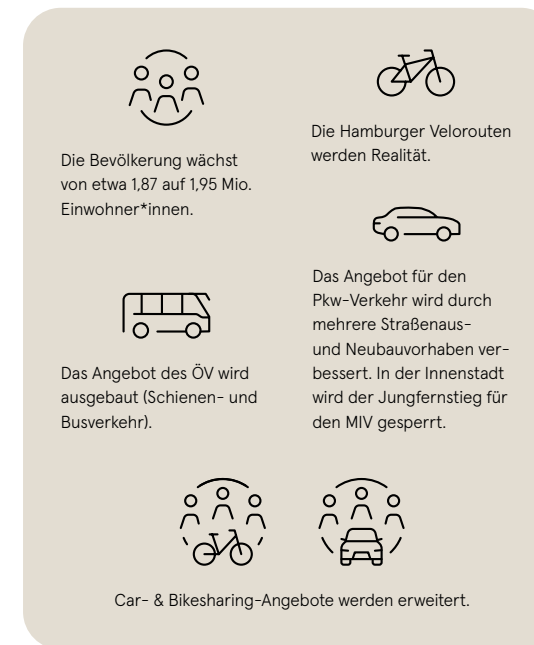 Die Bevölkerung wächst
von etwa 1,87 auf 1,95 Mio.
Einwohner*innen.
Die Hamburger Velorouten
werden Realität.
Das Angebot des ÖV wird
ausgebaut (Schienen- und
Busverkehr).
Das Angebot für den
Pkw-Verkehr wird durch
mehrere Straßenaus-
und Neubauvorhaben ver-
bessert. In der Innenstadt
wird der Jungfernstieg für
den MIV gesperrt.
Car- & Bikesharing-Angebote werden erweitert.